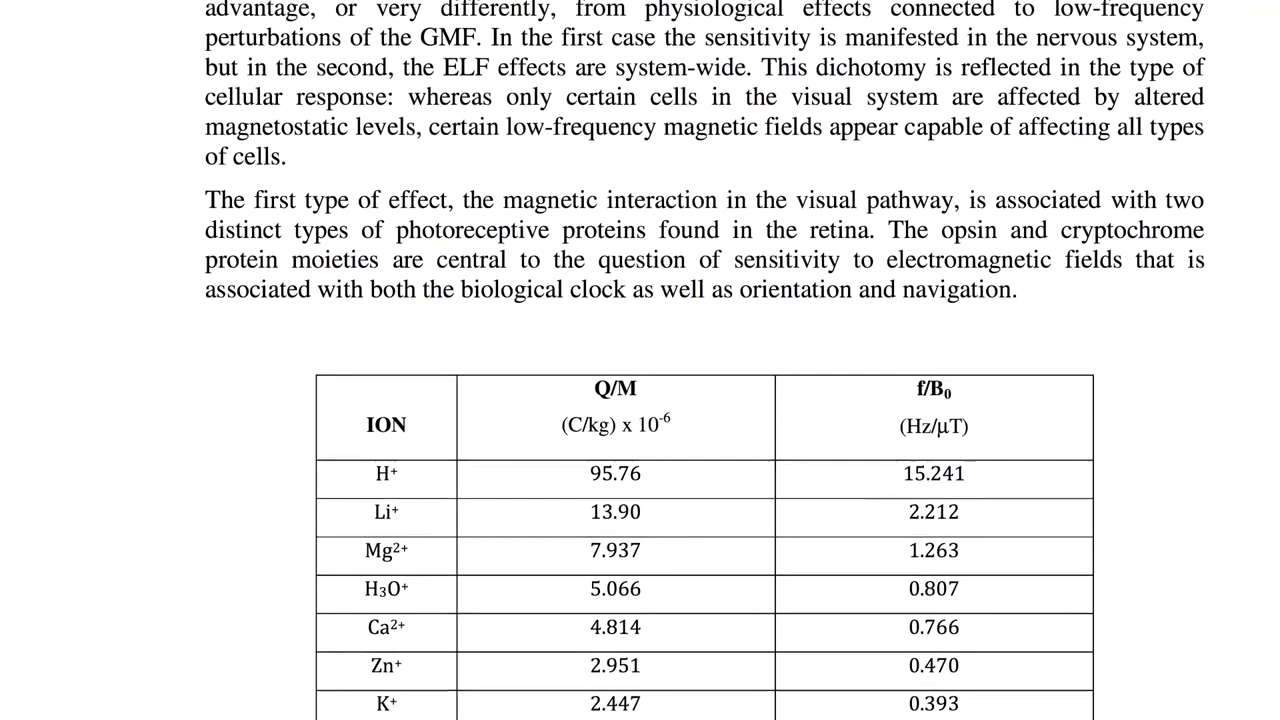 advantage, or very differently, from physiological effects connected to low-frequency
perturbations of the GMF. In the first case the sensitivity is manifested in the nervous system,
but in the second, the ELF effects are system-wide. This dichotomy is reflected in the type of
cellular response: whereas only certain cells in the visual system are affected by altered
magnetostatic levels, certain low-frequency magnetic fields appear capable of affecting all types
of cells.
The first type of effect, the magnetic interaction in the visual pathway, is associated with two
distinct types of photoreceptive proteins found in the retina. The opsin and cryptochrome
protein moieties are central to the question of sensitivity to electromagnetic fields that is
associated with both the biological clock as well as orientation and navigation.
ION Q/M (C/kg) x 10⁻⁶ f/B₀ (Hz/μT)
H⁺ 95.76 15.241
Li⁺ 13.90 2.212
Mg²⁺ 7.937 1.263
H₃O⁺ 5.066 0.807
Ca²⁺ 4.814 0.766
Zn⁺ 2.951 0.470
K⁺ 2.447 0.393